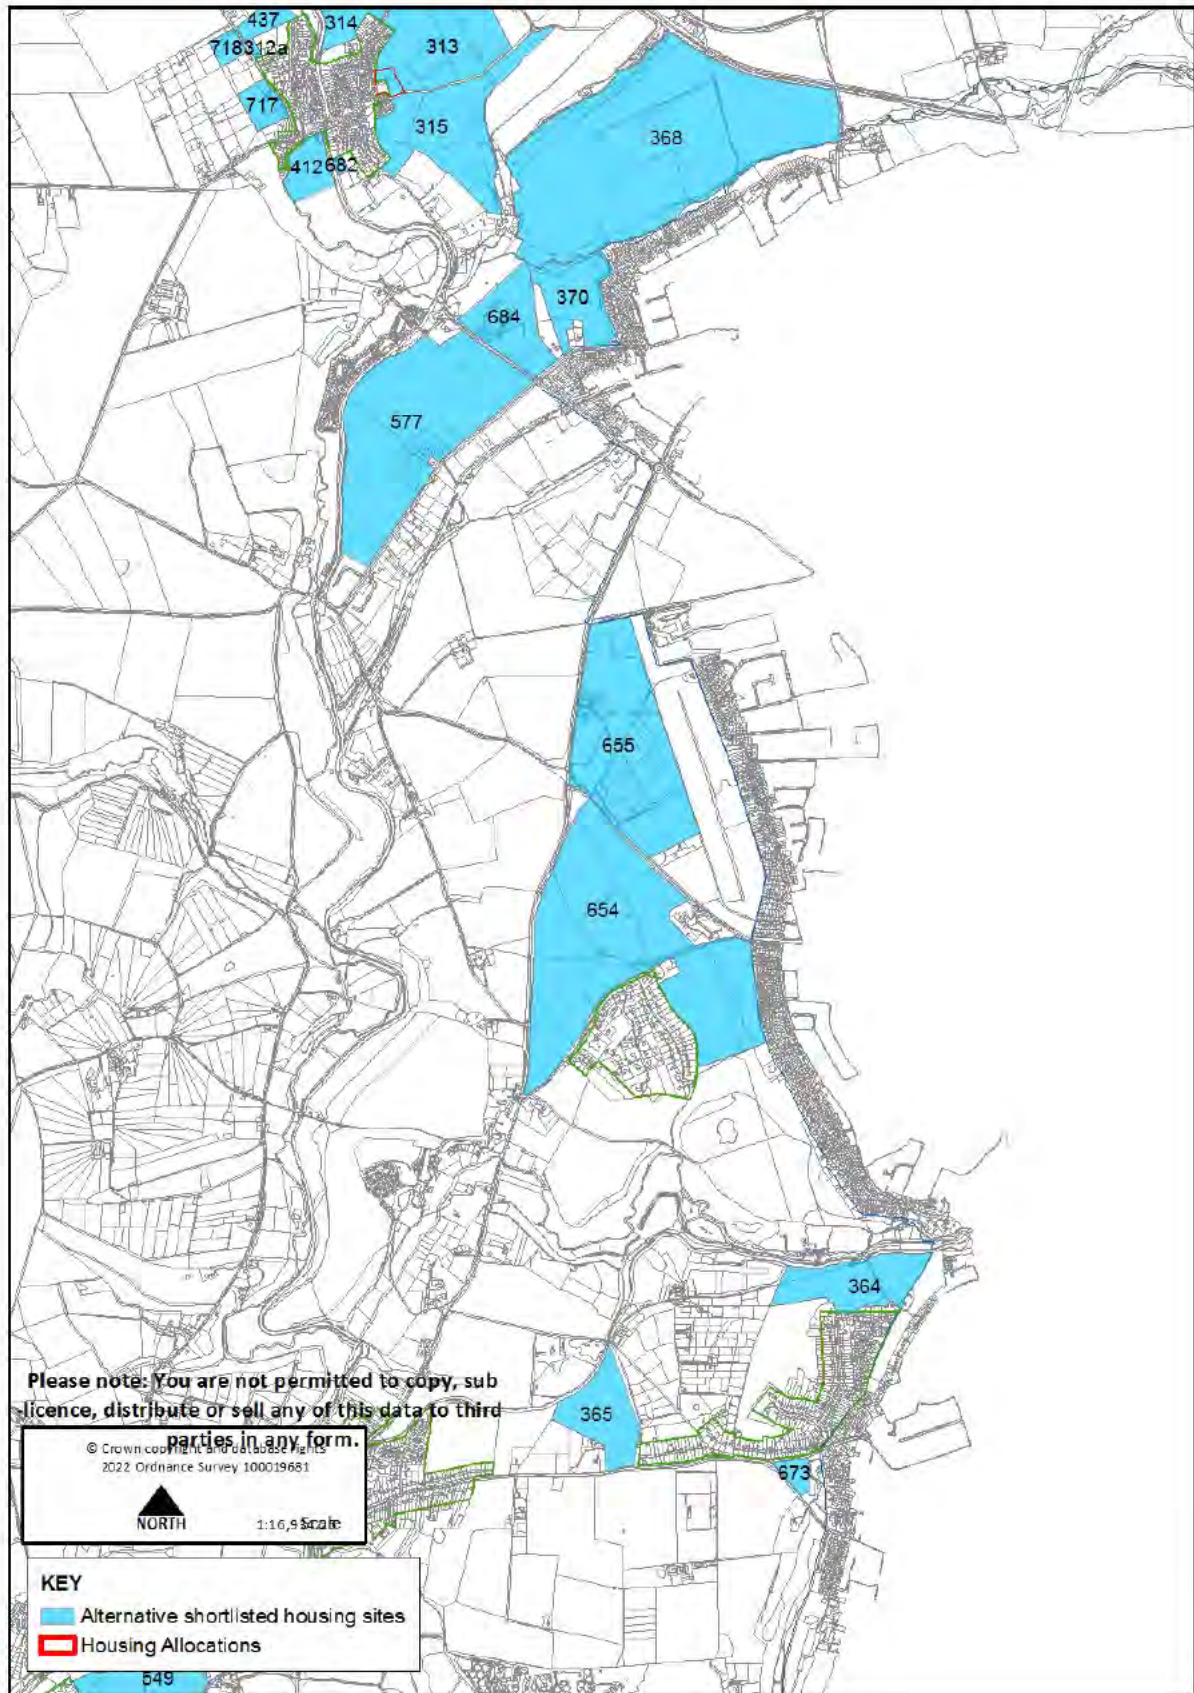 437
314
313
718312a
717
315
368
412682
370
684
577
655
654
364
365
673
Please note: You are not permitted to copy, sub
licence, distribute or sell any of this data to third
parties in any form.
© Crown copyright and database rights
2022 Ordnance Survey 100019681
NORTH
Scale
KEY
Alternative shortlisted housing sites
Housing Allocations
549